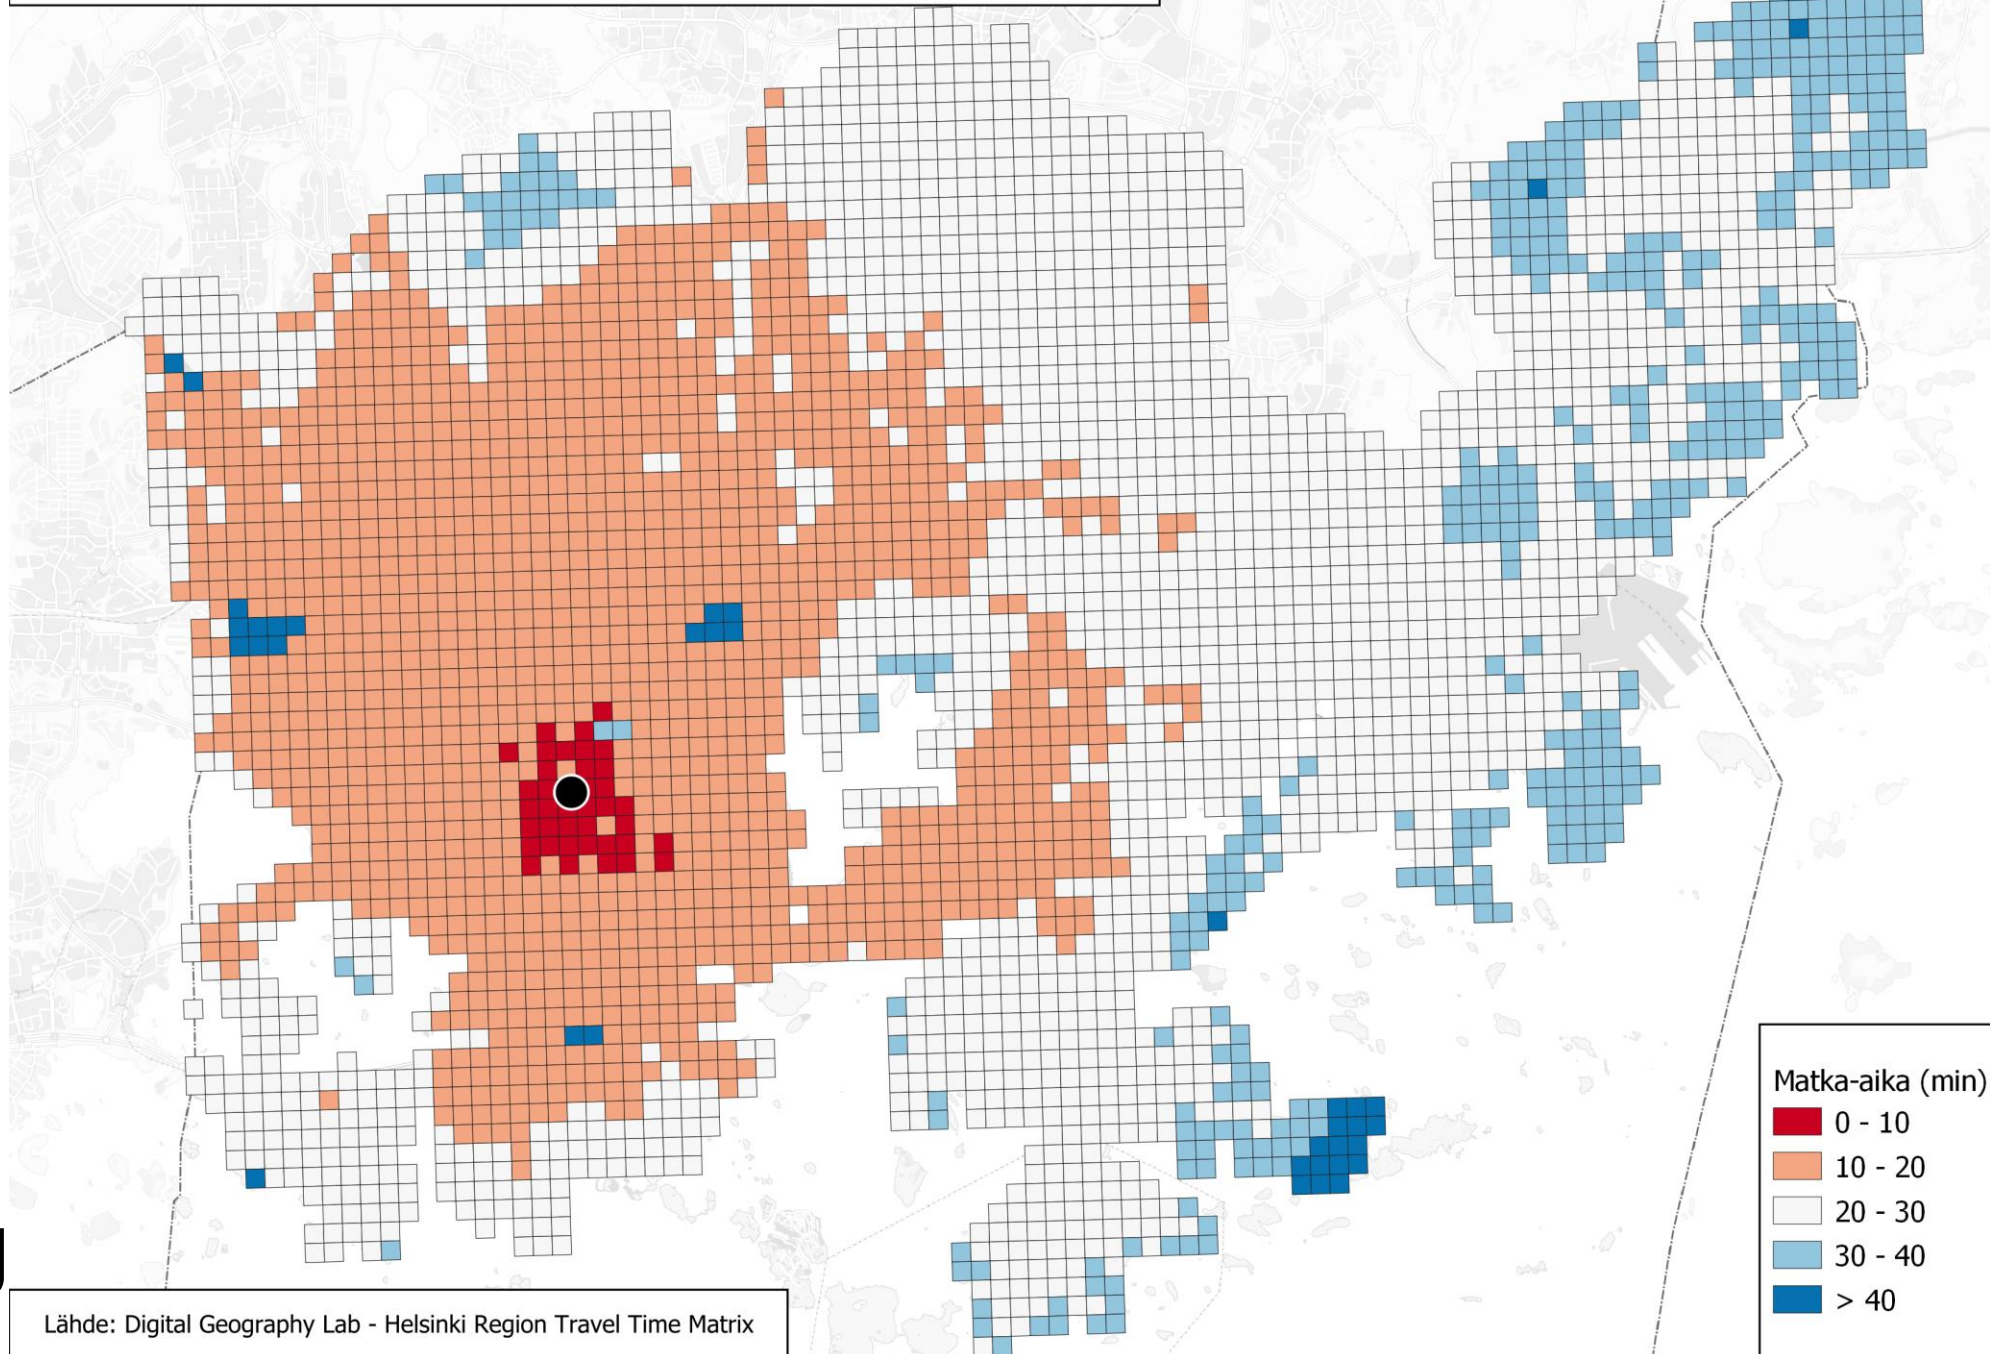 Matka-aika (min)
0 - 10
10 - 20
20 - 30
30 - 40
> 40
Lähde: Digital Geography Lab - Helsinki Region Travel Time Matrix